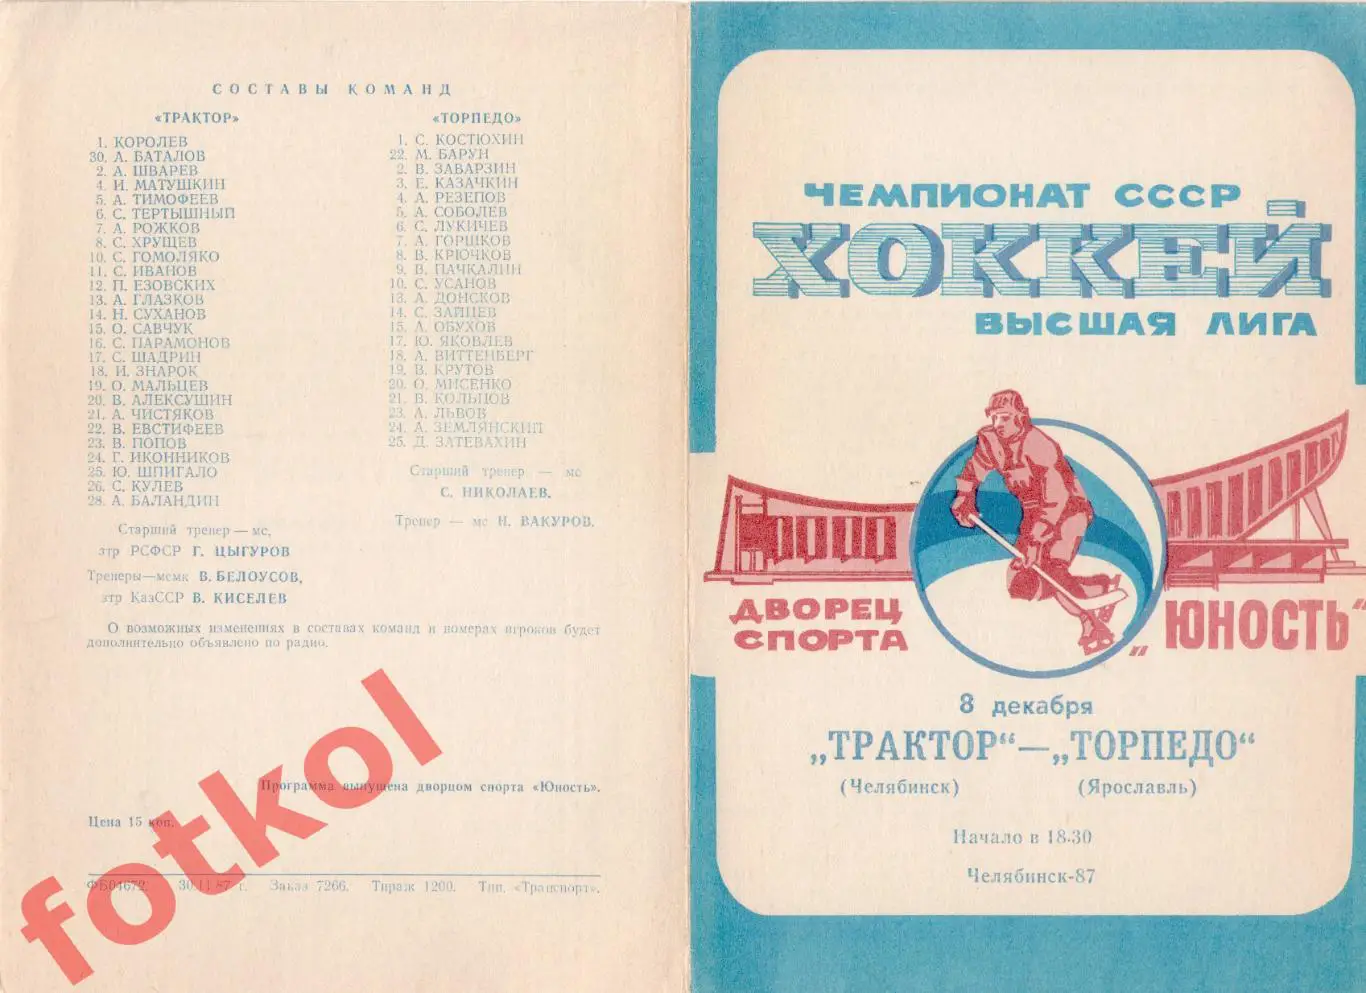 СОСТАВЫ КОМАНД
«ТРАКТОР»
1. КОРОЛЕВ
30. А. БАТАЛОВ
2. А. ШВАРЕВ
4. И. МАТУШКИН
5. А. ТИМОФЕЕВ
6. С. ТЕРТЫШНЫЙ
7. А. РОЖКОВ
8. С. ХРУЩЕВ
10. С. ГОМОЛЯКО
11. С. ИВАНОВ
12. П. ЕЗОВСКИХ
13. А. ГЛАЗКОВ
14. Н. СУХАНОВ
15. О. САВЧУК
16. С. ПАРАМОНОВ
17. С. ШАДРИН
18. И. ЗНАРОК
19. О. МАЛЬЦЕВ
20. В. АЛЕКСУШИН
21. А. ЧИСТЯКОВ
22. В. ЕВСТИФЕЕВ
23. В. ПОПОВ
24. Г. ИКОННИКОВ
25. Ю. ШПИГАЛО
26. С. КУЛЕВ
28. А. БАЛАНДИН
Старший тренер — мс,
зтр РСФСР Г. ЦЫГУРОВ
Тренеры—мсмк В. БЕЛОУСОВ,
зтр КазССР В. КИСЕЛЕВ
«ТОРПЕДО»
1. С. КОСТЮХИН
22. М. БАРУН
2. В. ЗАВАРЗИН
3. Е. КАЗАЧКИН
4. А. РЕЗЕПОВ
5. А. СОБОЛЕВ
6. С. ЛУКИЧЕВ
7. А. ГОРШКОВ
8. В. КРЮЧКОВ
9. В. ПАЧКАЛИН
10. С. УСАНОВ
13. А. ДОНСКОВ
14. С. ЗАЙЦЕВ
15. А. ОБУХОВ
17. Ю. ЯКОВЛЕВ
18. А. ВИТТЕНБЕРГ
19. В. КРУТОВ
20. О. МИСЕНКО
21. В. КОЛЬЦОВ
23. А. ЛЬВОВ
24. А. ЗЕМЛЯНСКИЙ
25. Д. ЗАТЕВАХИН
Старший тренер — мс
С. НИКОЛАЕВ.
Тренер — мс Н. ВАКУРОВ.
О возможных изменениях в составах команд и номерах игроков будет
дополнительно объявлено по радио.
Программа выпущена дворцом спорта «Юность».
Цена 15 коп.
ФБ04672. 30.11.87 г. Заказ 7266. Тираж 1200. Тип. «Транспорт».
fotkol
ЧЕМПИОНАТ СССР
ХОККЕЙ
ВЫСШАЯ ЛИГА
ДВОРЕЦ
СПОРТА „ЮНОСТЬ"
8 декабря
„ТРАКТОР“—„ТОРПЕДО“
(Челябинск) (Ярославль)
Начало в 18.30
Челябинск-87